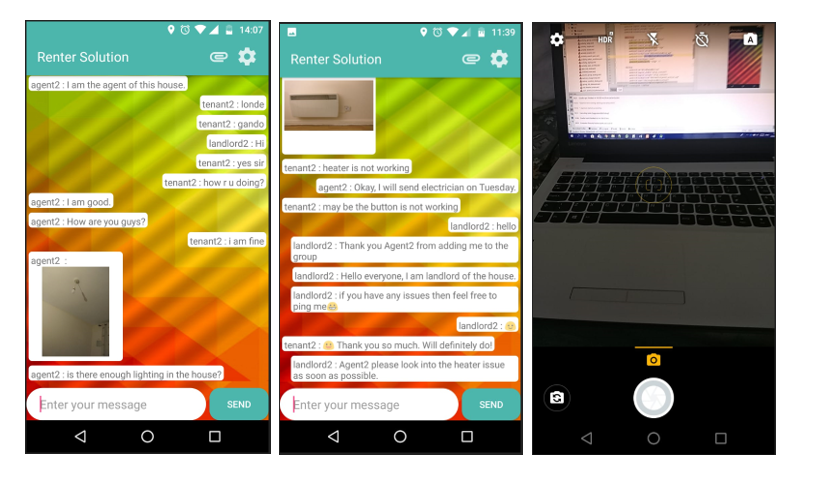 14:07
Renter Solution
agent2 : I am the agent of this house.
tenant2 : londe
tenant2 : gando
landlord2 : Hi
tenant2 : yes sir
tenant2 : how r u doing?
agent2 : I am good.
agent2 : How are you guys?
tenant2 : i am fine
agent2 :
agent2 : is there enough lighting in the house?
Enter your message
SEND
11:39
Renter Solution
tenant2 : heater is not working
agent2 : Okay, I will send electrician on Tuesday.
tenant2 : may be the button is not working
landlord2 : hello
landlord2 : Thank you Agent2 from adding me to the
group
landlord2 : Hello everyone, I am landlord of the house.
landlord2 : if you have any issues then feel free to
ping me😄
landlord2 : 😊
tenant2 : 😊 Thank you so much. Will definitely do!
landlord2 : Agent2 please look into the heater issue
as soon as possible.
Enter your message
SEND
HDR
A